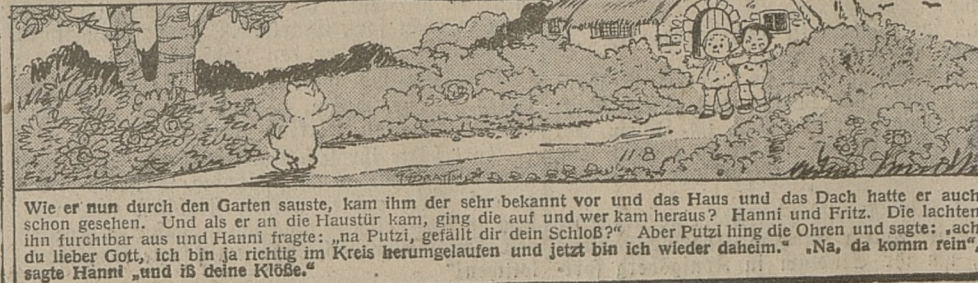 11 8
Wie er nun durch den Garten sauste, kam ihm der sehr bekannt vor und das Haus und das Dach hatte er auch
schon gesehen. Und als er an die Haustür kam, ging die auf und wer kam heraus? Hanni und Fritz. Die lachten
ihn furchtbar aus und Hanni fragte: „na Putzi, gefällt dir dein Schloß?“ Aber Putzi hing die Ohren und sagte: „ach
du lieber Gott, ich bin ja richtig im Kreis herumgelaufen und jetzt bin ich wieder daheim.“ „Na, da komm rein“,
sagte Hanni „und iß deine Klöße.“